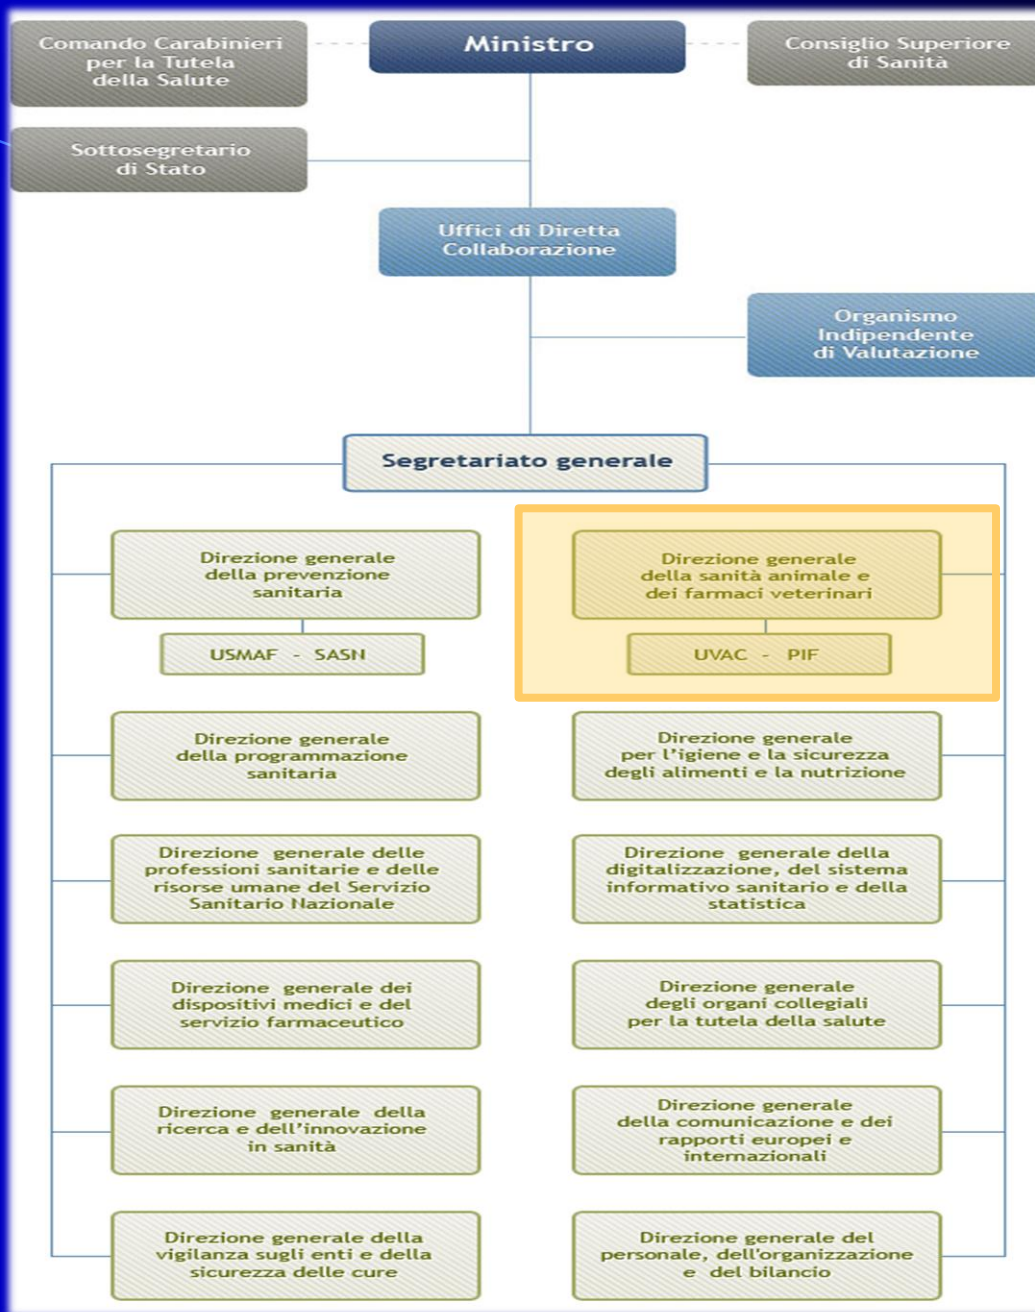 Comando Carabinieri
per la Tutela
della Salute
Ministro
Consiglio Superiore
di Sanità
Sottosegretario
di Stato
Uffici di Diretta
Collaborazione
Organismo
Indipendente
di Valutazione
Segretariato generale
Direzione generale
della prevenzione
sanitaria
USMAF - SASN
Direzione generale
della sanità animale e
dei farmaci veterinari
UVAC - PIF
Direzione generale
della programmazione
sanitaria
Direzione generale
per l'igiene e la sicurezza
degli alimenti e la nutrizione
Direzione generale delle
professioni sanitarie e delle
risorse umane del Servizio
Sanitario Nazionale
Direzione generale della
digitalizzazione, del sistema
informativo sanitario e della
statistica
Direzione generale dei
dispositivi medici e del
servizio farmaceutico
Direzione generale
degli organi collegiali
per la tutela della salute
Direzione generale della
ricerca e dell'innovazione
in sanità
Direzione generale
della comunicazione e dei
rapporti europei e
internazionali
Direzione generale della
vigilanza sugli enti e della
sicurezza delle cure
Direzione generale del
personale, dell'organizzazione
e del bilancio